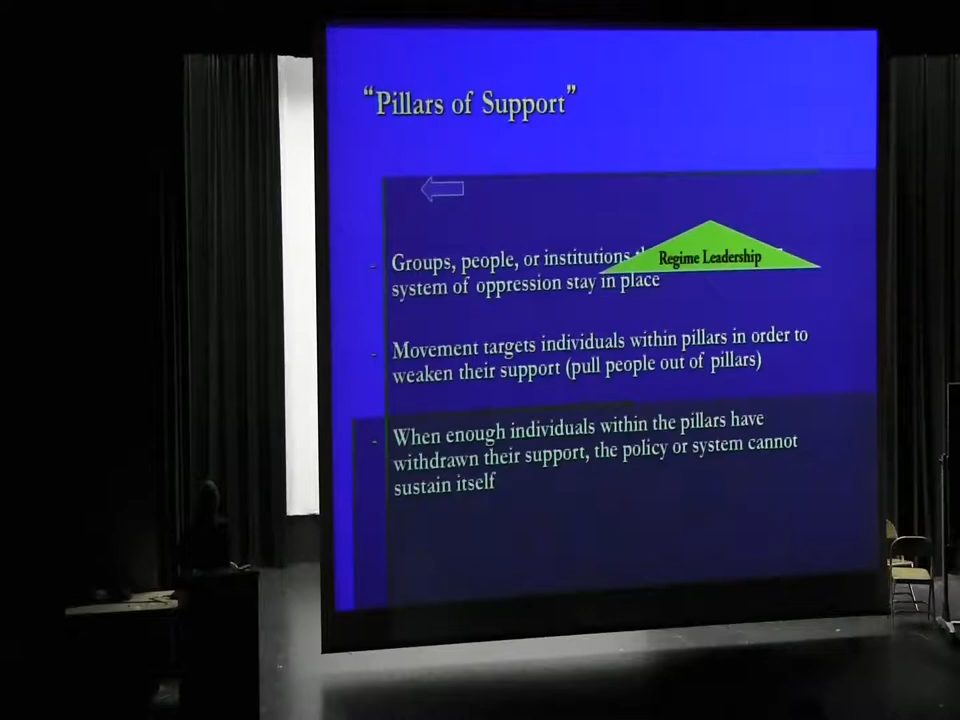 “Pillars of Support”
- Groups, people, or institutions
Regime Leadership
system of oppression stay in place
- Movement targets individuals within pillars in order to
weaken their support (pull people out of pillars)
- When enough individuals within the pillars have
withdrawn their support, the policy or system cannot
sustain itself